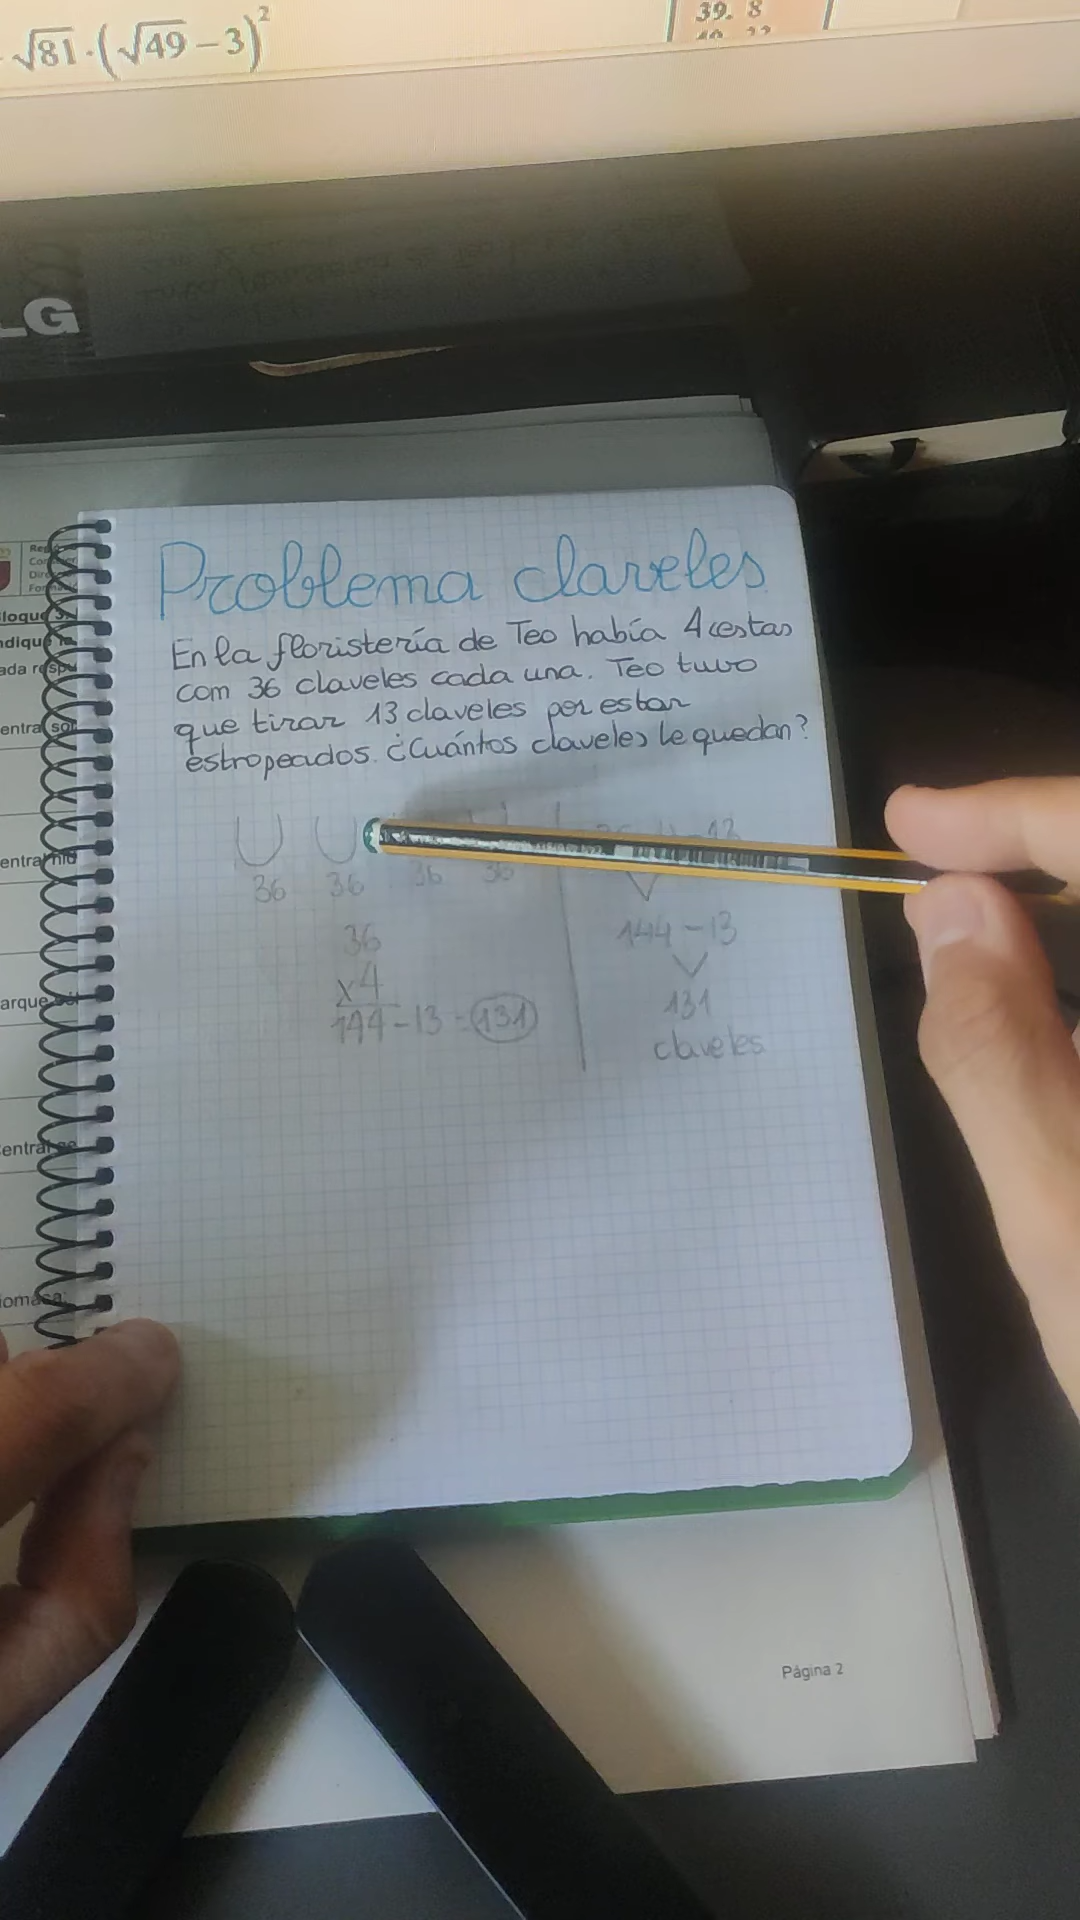 √81·(√49-3)²
39. 8
LG
Problema claveles
En la floristería de Teo había 4 cestas
com 36 claveles cada una. Teo tuvo
que tirar 13 claveles por estar
estropeados. ¿Cuántos claveles le quedan?
36 36 36 36
36
x4
144-13=131
144-13
131
claveles
Página 2